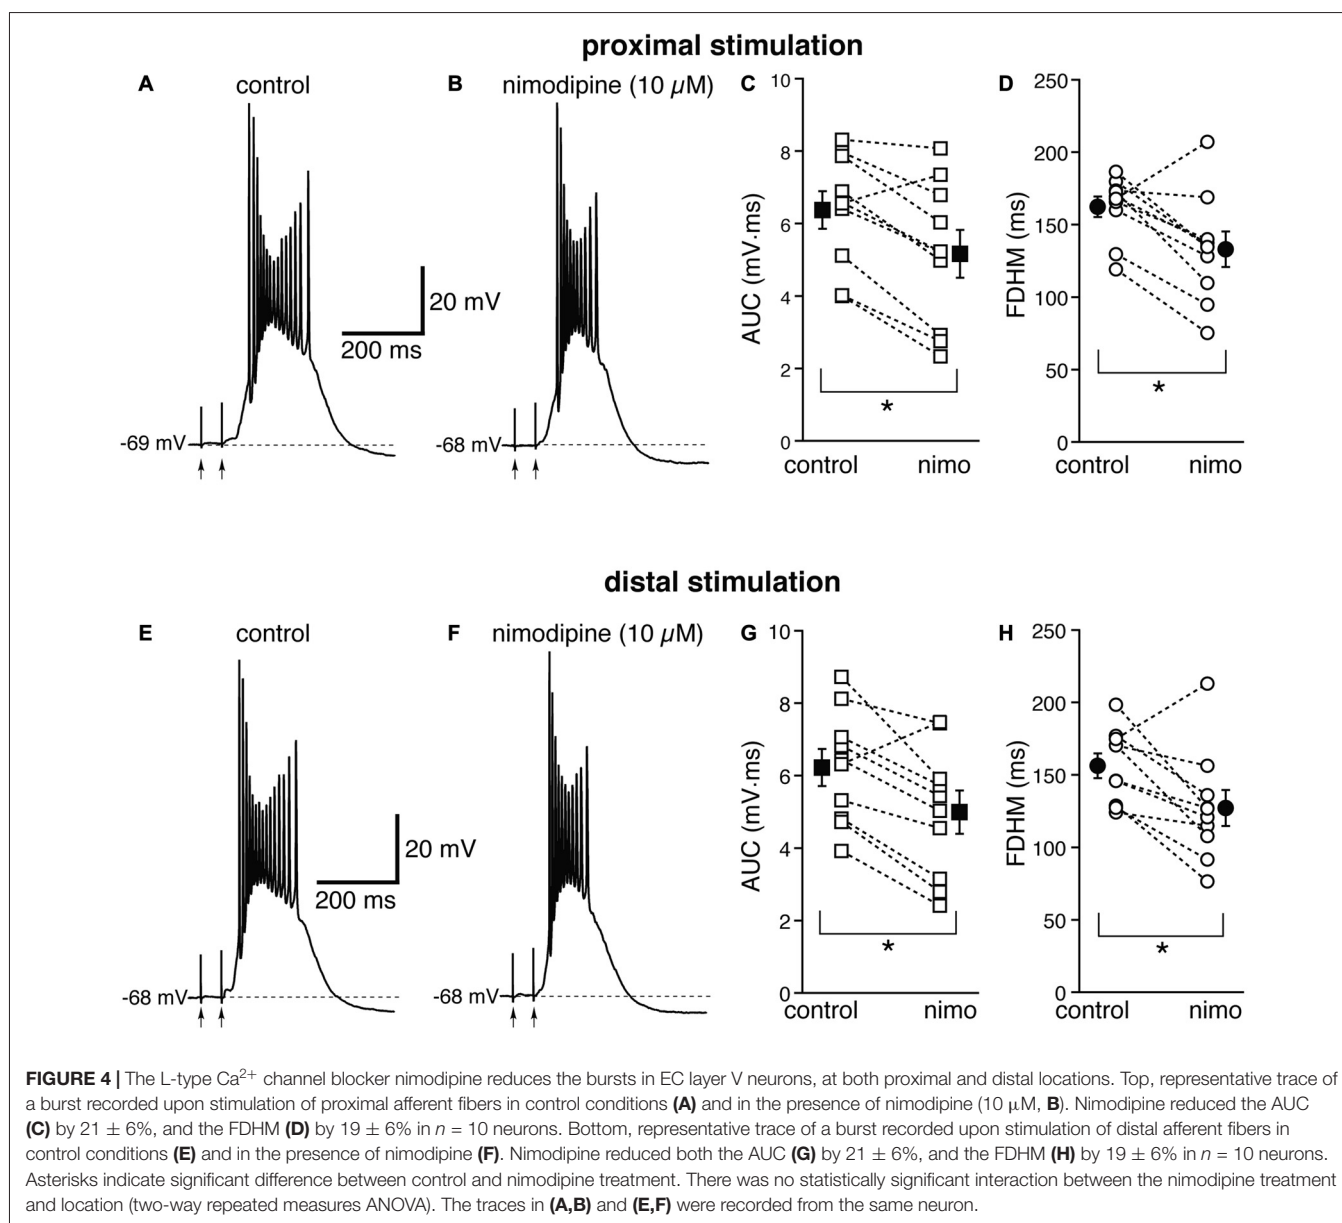 proximal stimulation
A control
B nimodipine (10 µM)
C
D
20 mV
200 ms
-69 mV
-68 mV
AUC (mV·ms)
10
8
6
4
2
0
*
control nimo
FDHM (ms)
250
200
150
100
50
0
*
control nimo
distal stimulation
E control
F nimodipine (10 µM)
G
H
20 mV
200 ms
-68 mV
-68 mV
AUC (mV·ms)
10
8
6
4
2
0
*
control nimo
FDHM (ms)
250
200
150
100
50
0
*
control nimo
FIGURE 4 | The L-type Ca²⁺ channel blocker nimodipine reduces the bursts in EC layer V neurons, at both proximal and distal locations. Top, representative trace of
a burst recorded upon stimulation of proximal afferent fibers in control conditions (A) and in the presence of nimodipine (10 µM, B). Nimodipine reduced the AUC
(C) by 21 ± 6%, and the FDHM (D) by 19 ± 6% in n = 10 neurons. Bottom, representative trace of a burst recorded upon stimulation of distal afferent fibers in
control conditions (E) and in the presence of nimodipine (F). Nimodipine reduced both the AUC (G) by 21 ± 6%, and the FDHM (H) by 19 ± 6% in n = 10 neurons.
Asterisks indicate significant difference between control and nimodipine treatment. There was no statistically significant interaction between the nimodipine treatment
and location (two-way repeated measures ANOVA). The traces in (A,B) and (E,F) were recorded from the same neuron.